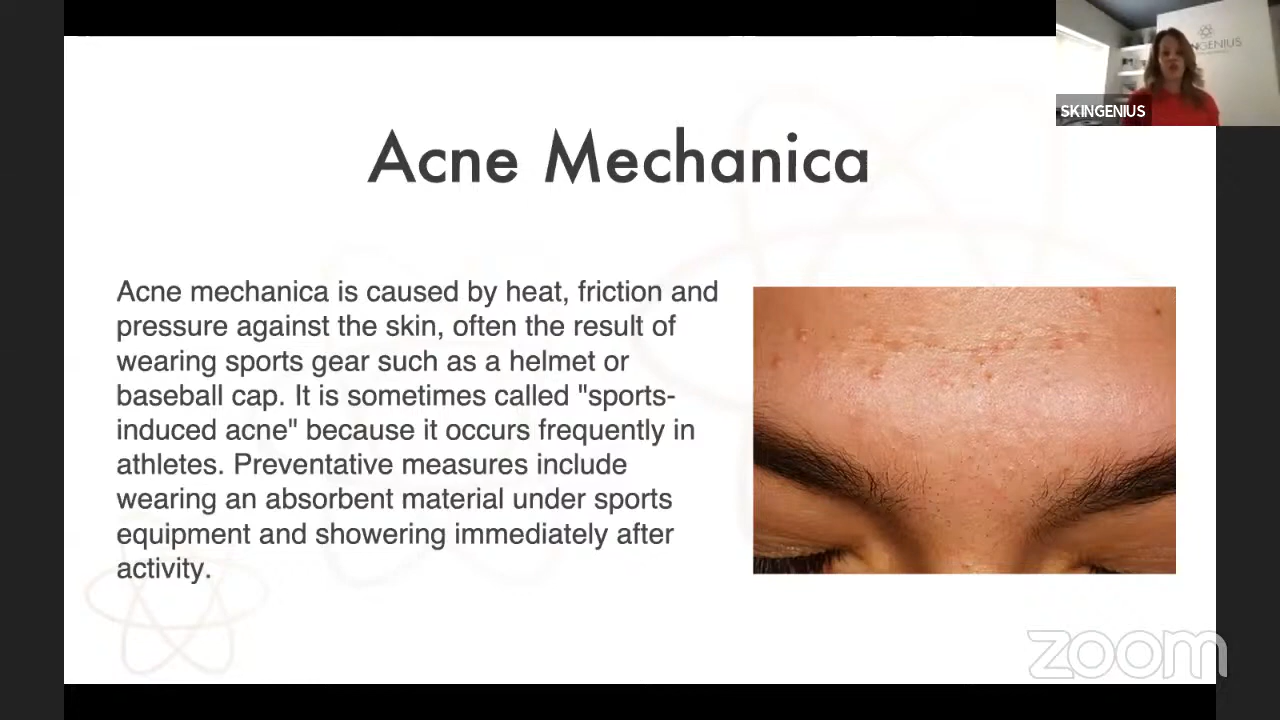 GENIUS
SKINGENIUS
Acne Mechanica
Acne mechanica is caused by heat, friction and
pressure against the skin, often the result of
wearing sports gear such as a helmet or
baseball cap. It is sometimes called "sports-
induced acne" because it occurs frequently in
athletes. Preventative measures include
wearing an absorbent material under sports
equipment and showering immediately after
activity.
zoom